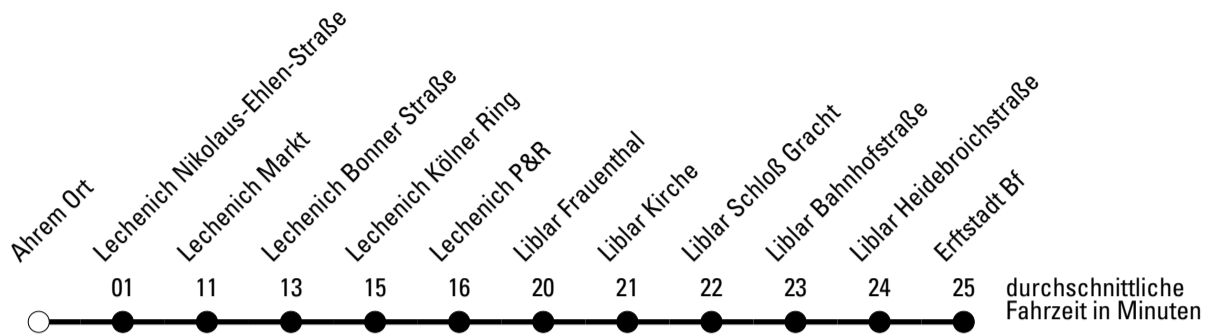 Ahrem Ort
Lechenich Nikolaus-Ehlen-Straße
Lechenich Markt
Lechenich Bonner Straße
Lechenich Kölner Ring
Lechenich P&R
Liblar Frauenthal
Liblar Kirche
Liblar Schloß Gracht
Liblar Bahnhofstraße
Liblar Heidebroichstraße
Erftstadt Bf
01 11 13 15 16 20 21 22 23 24 25
durchschnittliche
Fahrzeit in Minuten